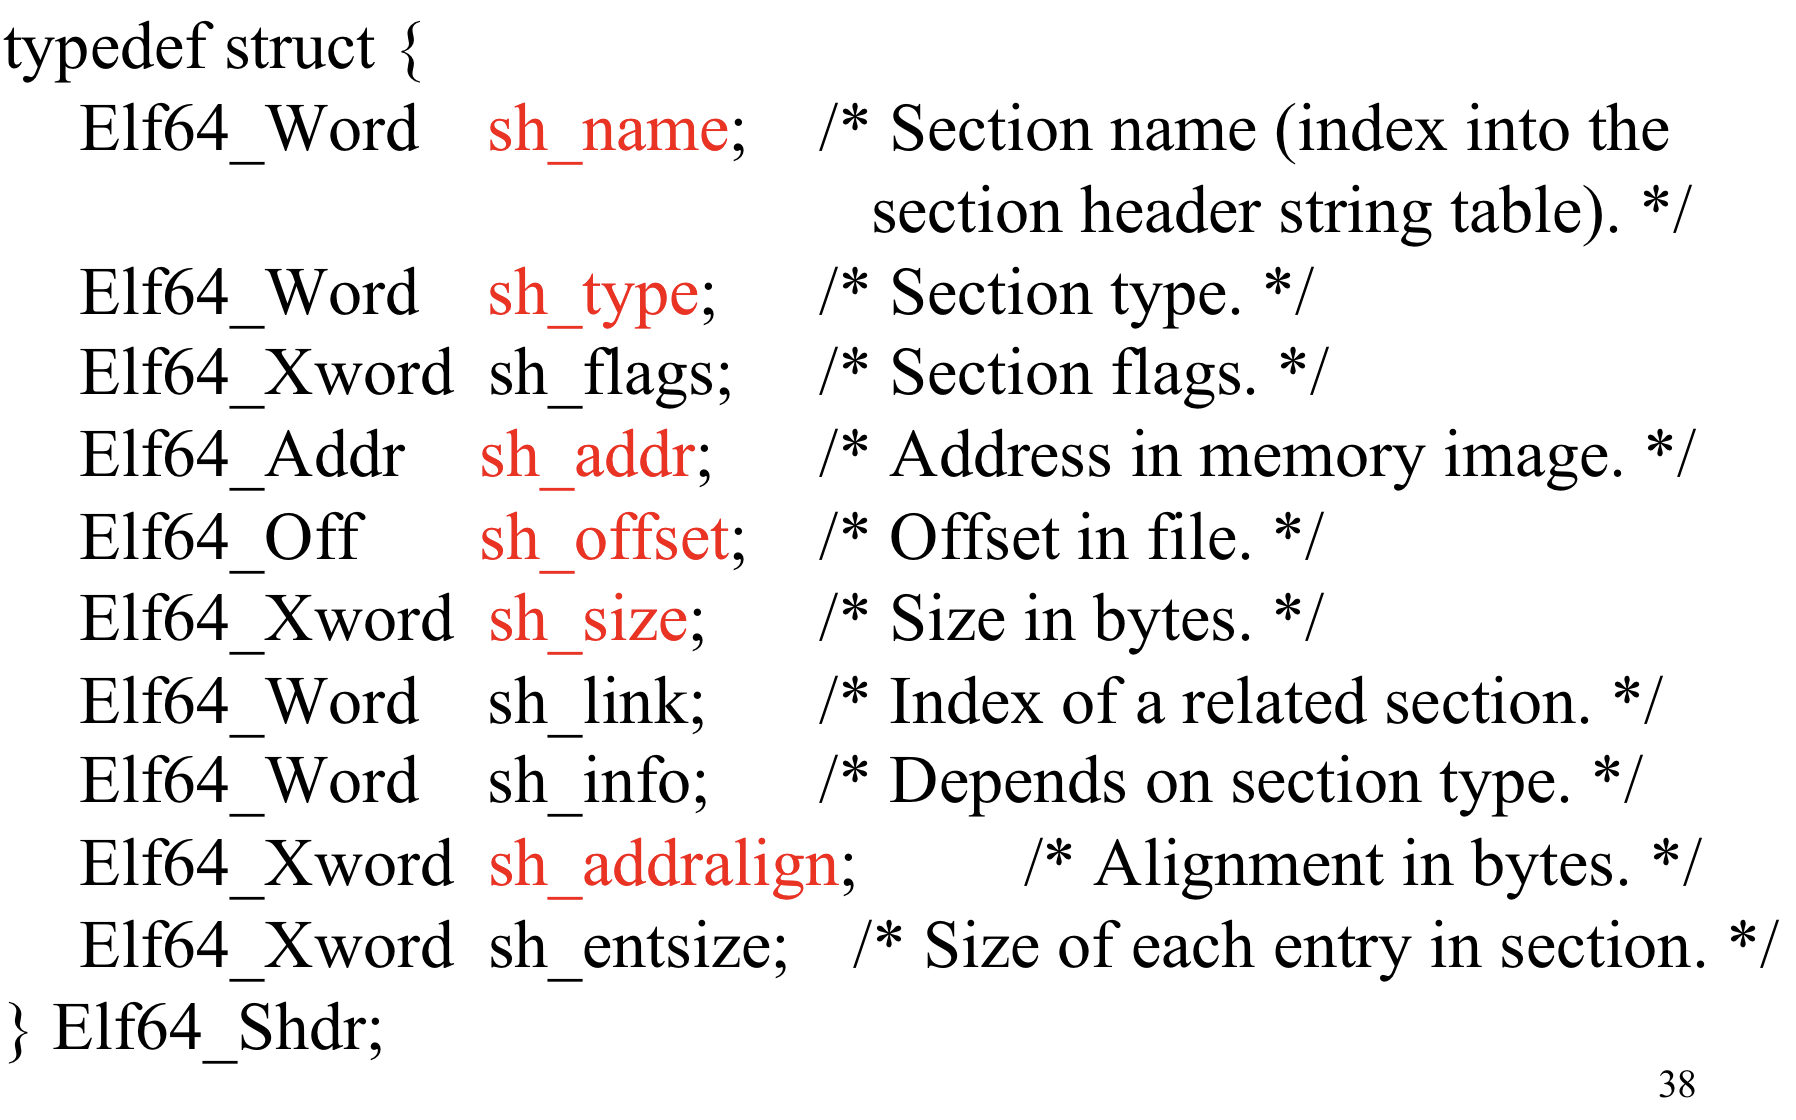 typedef struct {
Elf64_Word sh_name; /* Section name (index into the
section header string table). */
Elf64_Word sh_type; /* Section type. */
Elf64_Xword sh_flags; /* Section flags. */
Elf64_Addr sh_addr; /* Address in memory image. */
Elf64_Off sh_offset; /* Offset in file. */
Elf64_Xword sh_size; /* Size in bytes. */
Elf64_Word sh_link; /* Index of a related section. */
Elf64_Word sh_info; /* Depends on section type. */
Elf64_Xword sh_addralign; /* Alignment in bytes. */
Elf64_Xword sh_entsize; /* Size of each entry in section. */
} Elf64_Shdr;
38